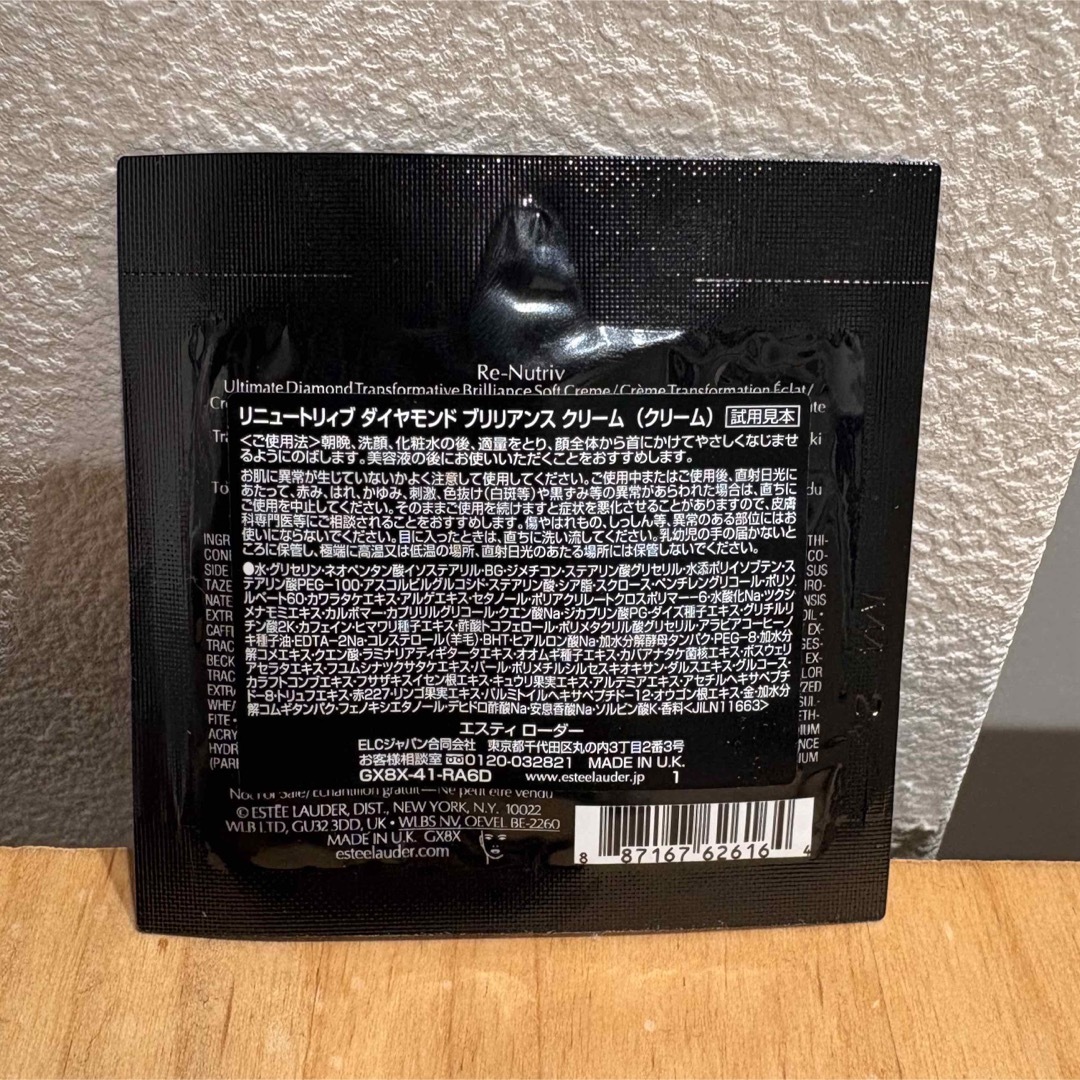 Re-Nutriv
Ultimate Diamond Transformative Brilliance Soft Creme / Crème Transformation Éclat /
リニュートリィブ ダイヤモンド ブリリアンス クリーム（クリーム） 試用見本
＜ご使用法＞朝晩、洗顔、化粧水の後、適量をとり、顔全体から首にかけてやさしくなじませ
るようにのばします。美容液の後にお使いいただくことをおすすめします。
お肌に異常が生じていないかよく注意して使用してください。ご使用中またはご使用後、直射日光に
あたって、赤み、はれ、かゆみ、刺激、色抜け(白斑等)や黒ずみ等の異常があらわれた場合は、直ちに
ご使用を中止してください。そのままご使用を続けますと症状を悪化させることがありますので、皮膚
科専門医等にご相談されることをおすすめします。傷やはれもの、しっしん等、異常のある部位にはお
使いにならないでください。目に入ったときは、直ちに洗い流してください。乳幼児の手の届かないと
ころに保管し、極端に高温又は低温の場所、直射日光のあたる場所には保管しないでください。
●水・グリセリン・ネオペンタン酸イソステアリル・BG・ジメチコン・ステアリン酸グリセリル・水添ポリイソブテン・ス
テアリン酸PEG-100・アスコルビルグルコシド・ステアリン酸・シア脂・スクロース・ペンチレングリコール・ポリソ
ルベート60・カワラタケエキス・アルゲエキス・セタノール・ポリアクリレートクロスポリマー-6・水酸化Na・ツクシ
メナモミエキス・カルボマー・カプリリルグリコール・クエン酸Na・ジカプリン酸PG・ダイズ種子エキス・グリチルリ
チン酸2K・カフェイン・ヒマワリ種子エキス・酢酸トコフェロール・ポリメタクリル酸グリセリル・アラビアコーヒーノ
キ種子油・EDTA-2Na・コレステロール(羊毛)・BHT・ヒアルロン酸Na・加水分解酵母タンパク・PEG-8・加水分
解コメエキス・クエン酸・ラミナリアディギタータエキス・オオムギ種子エキス・カバアナタケ菌核エキス・ボスウェリ
アセラタエキス・フユムシナツクサタケエキス・パール・ポリメチルシルセスキオキサン・ダルスエキス・グルコース・
カラフトコンブエキス・フサザキスイセン根エキス・キュウリ果実エキス・アルテミアエキス・アセチルヘキサペプチ
ド-8・トリュフエキス・赤227・リンゴ果実エキス・パルミトイルヘキサペプチド-12・オウゴン根エキス・金・加水分
解コムギタンパク・フェノキシエタノール・デヒドロ酢酸Na・安息香酸Na・ソルビン酸K・香料<JILN11663>
エスティ ローダー
ELCジャパン合同会社 東京都千代田区丸の内3丁目2番3号
お客様相談室 0120-032821 MADE IN U.K.
GX8X-41-RA6D www.esteelauder.jp 1
Not For Sale/Échantillon gratuit—Ne peut être vendu
© ESTÉE LAUDER, DIST., NEW YORK, N.Y. 10022
WLB LTD, GU32 3DD, UK • WLBS NV, OEVEL BE-2260
MADE IN U.K. GX8X
esteelauder.com
8 87167 62616 4